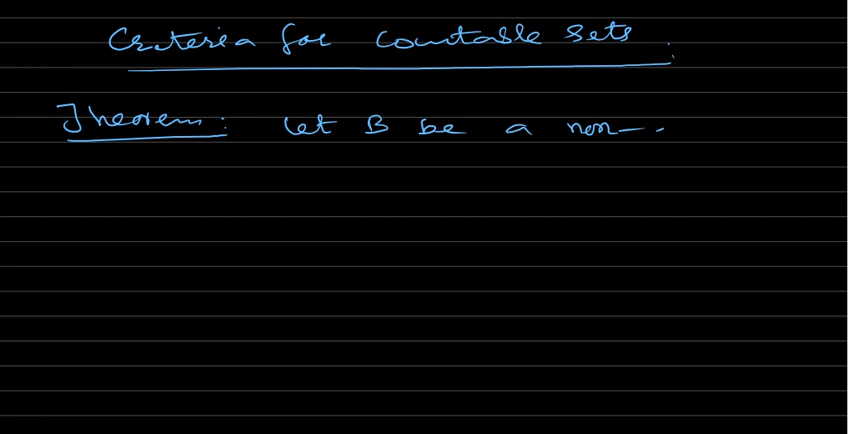 Criteria for countable sets :
Theorem : Let B be a non-